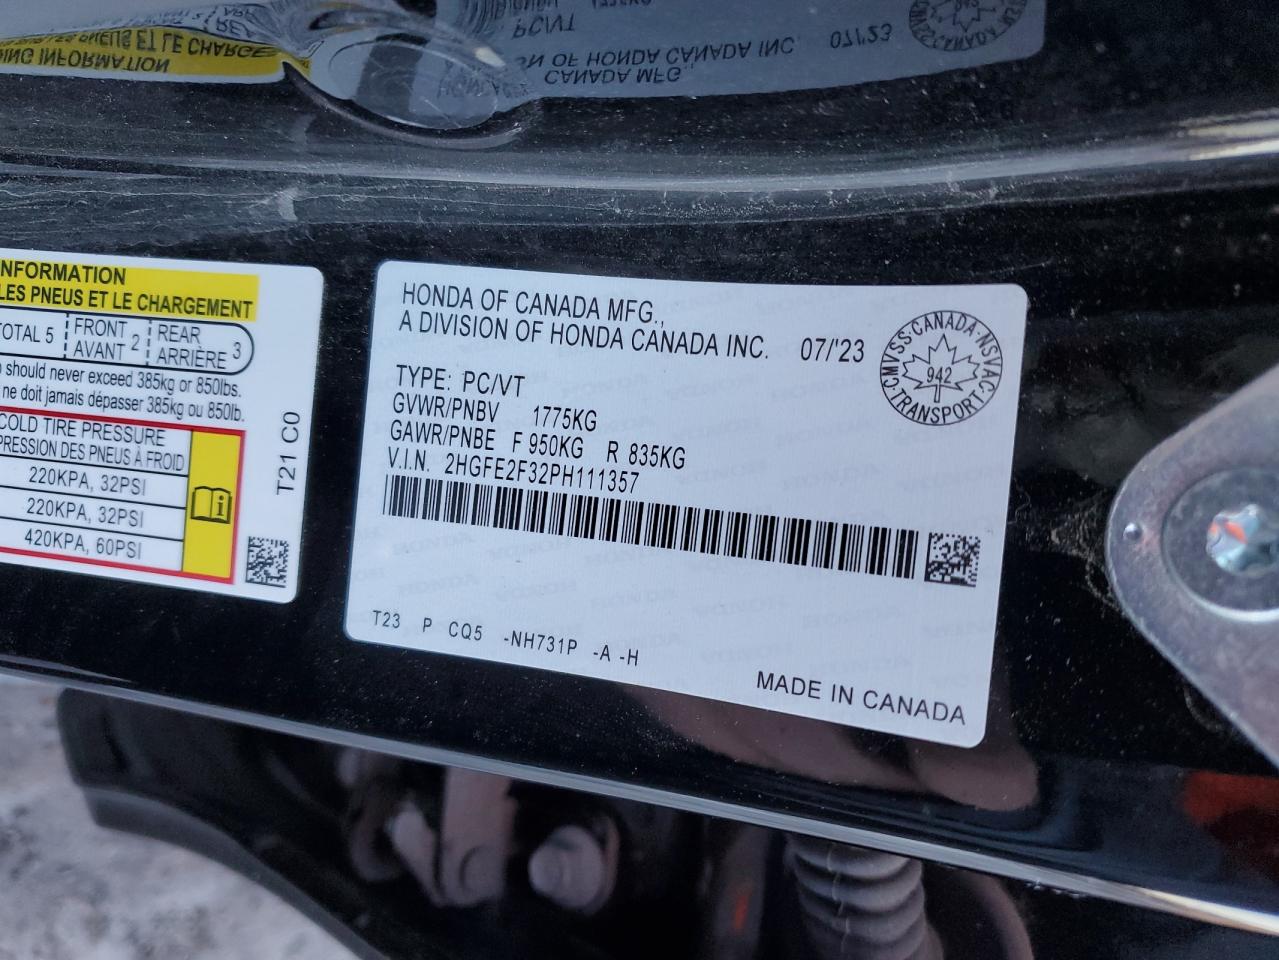 NFORMATION
LES PNEUS ET LE CHARGEMENT
TOTAL 5 FRONT AVANT 2 REAR ARRIÈRE 3
should never exceed 385kg or 850lbs.
ne doit jamais dépasser 385kg ou 850lb.
COLD TIRE PRESSURE
PRESSION DES PNEUS À FROID
220KPA, 32PSI
220KPA, 32PSI
420KPA, 60PSI
T21 C0
HONDA OF CANADA MFG.,
A DIVISION OF HONDA CANADA INC. 07/'23
CMVSS·CANADA·NSVAC
942
TRANSPORT
TYPE: PC/VT
GVWR/PNBV 1775KG
GAWR/PNBE F 950KG R 835KG
V.I.N. 2HGFE2F32PH111357
T23 P CQ5 -NH731P -A -H
MADE IN CANADA